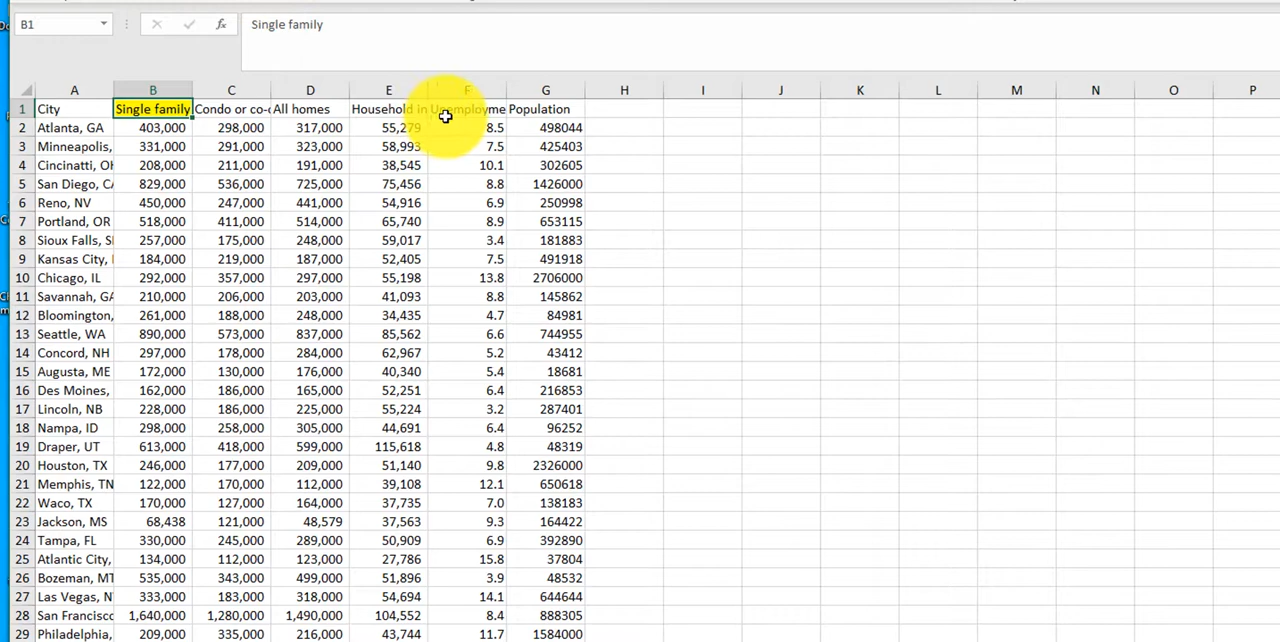 B1 fx Single family
A B C D E F G H I J K L M N O P
1 City Single family Condo or co-o All homes Household in Unemployme Population
2 Atlanta, GA 403,000 298,000 317,000 55,279 8.5 498044
3 Minneapolis, 331,000 291,000 323,000 58,993 7.5 425403
4 Cincinatti, OH 208,000 211,000 191,000 38,545 10.1 302605
5 San Diego, CA 829,000 536,000 725,000 75,456 8.8 1426000
6 Reno, NV 450,000 247,000 441,000 54,916 6.9 250998
7 Portland, OR 518,000 411,000 514,000 65,740 8.9 653115
8 Sioux Falls, S 257,000 175,000 248,000 59,017 3.4 181883
9 Kansas City, 184,000 219,000 187,000 52,405 7.5 491918
10 Chicago, IL 292,000 357,000 297,000 55,198 13.8 2706000
11 Savannah, GA 210,000 206,000 203,000 41,093 8.8 145862
12 Bloomington, 261,000 188,000 248,000 34,435 4.7 84981
13 Seattle, WA 890,000 573,000 837,000 85,562 6.6 744955
14 Concord, NH 297,000 178,000 284,000 62,967 5.2 43412
15 Augusta, ME 172,000 130,000 176,000 40,340 5.4 18681
16 Des Moines, 162,000 186,000 165,000 52,251 6.4 216853
17 Lincoln, NB 228,000 186,000 225,000 55,224 3.2 287401
18 Nampa, ID 298,000 258,000 305,000 44,691 6.4 96252
19 Draper, UT 613,000 418,000 599,000 115,618 4.8 48319
20 Houston, TX 246,000 177,000 209,000 51,140 9.8 2326000
21 Memphis, TN 122,000 170,000 112,000 39,108 12.1 650618
22 Waco, TX 170,000 127,000 164,000 37,735 7.0 138183
23 Jackson, MS 68,438 121,000 48,579 37,563 9.3 164422
24 Tampa, FL 330,000 245,000 289,000 50,909 6.9 392890
25 Atlantic City, 134,000 112,000 123,000 27,786 15.8 37804
26 Bozeman, MT 535,000 343,000 499,000 51,896 3.9 48532
27 Las Vegas, N 333,000 183,000 318,000 54,694 14.1 644644
28 San Francisc 1,640,000 1,280,000 1,490,000 104,552 8.4 888305
29 Philadelphia, 209,000 335,000 216,000 43,744 11.7 1584000